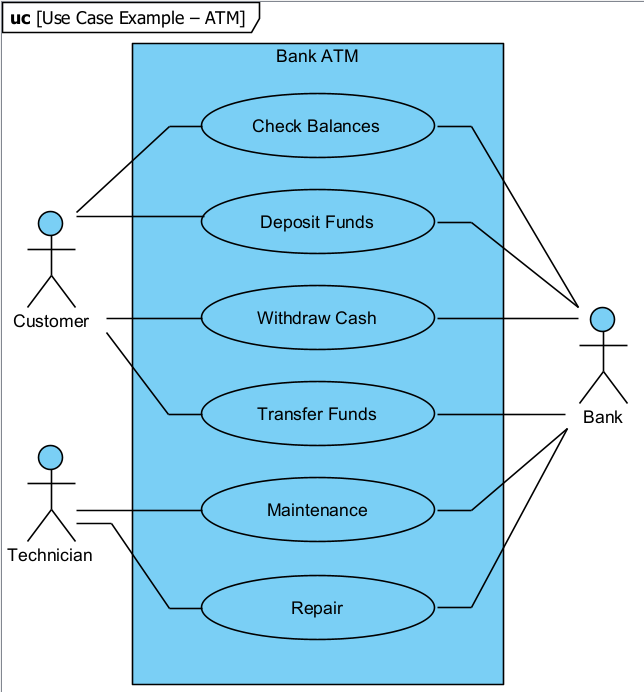 uc [Use Case Example – ATM]
Bank ATM
Check Balances
Deposit Funds
Withdraw Cash
Customer
Transfer Funds
Bank
Maintenance
Technician
Repair